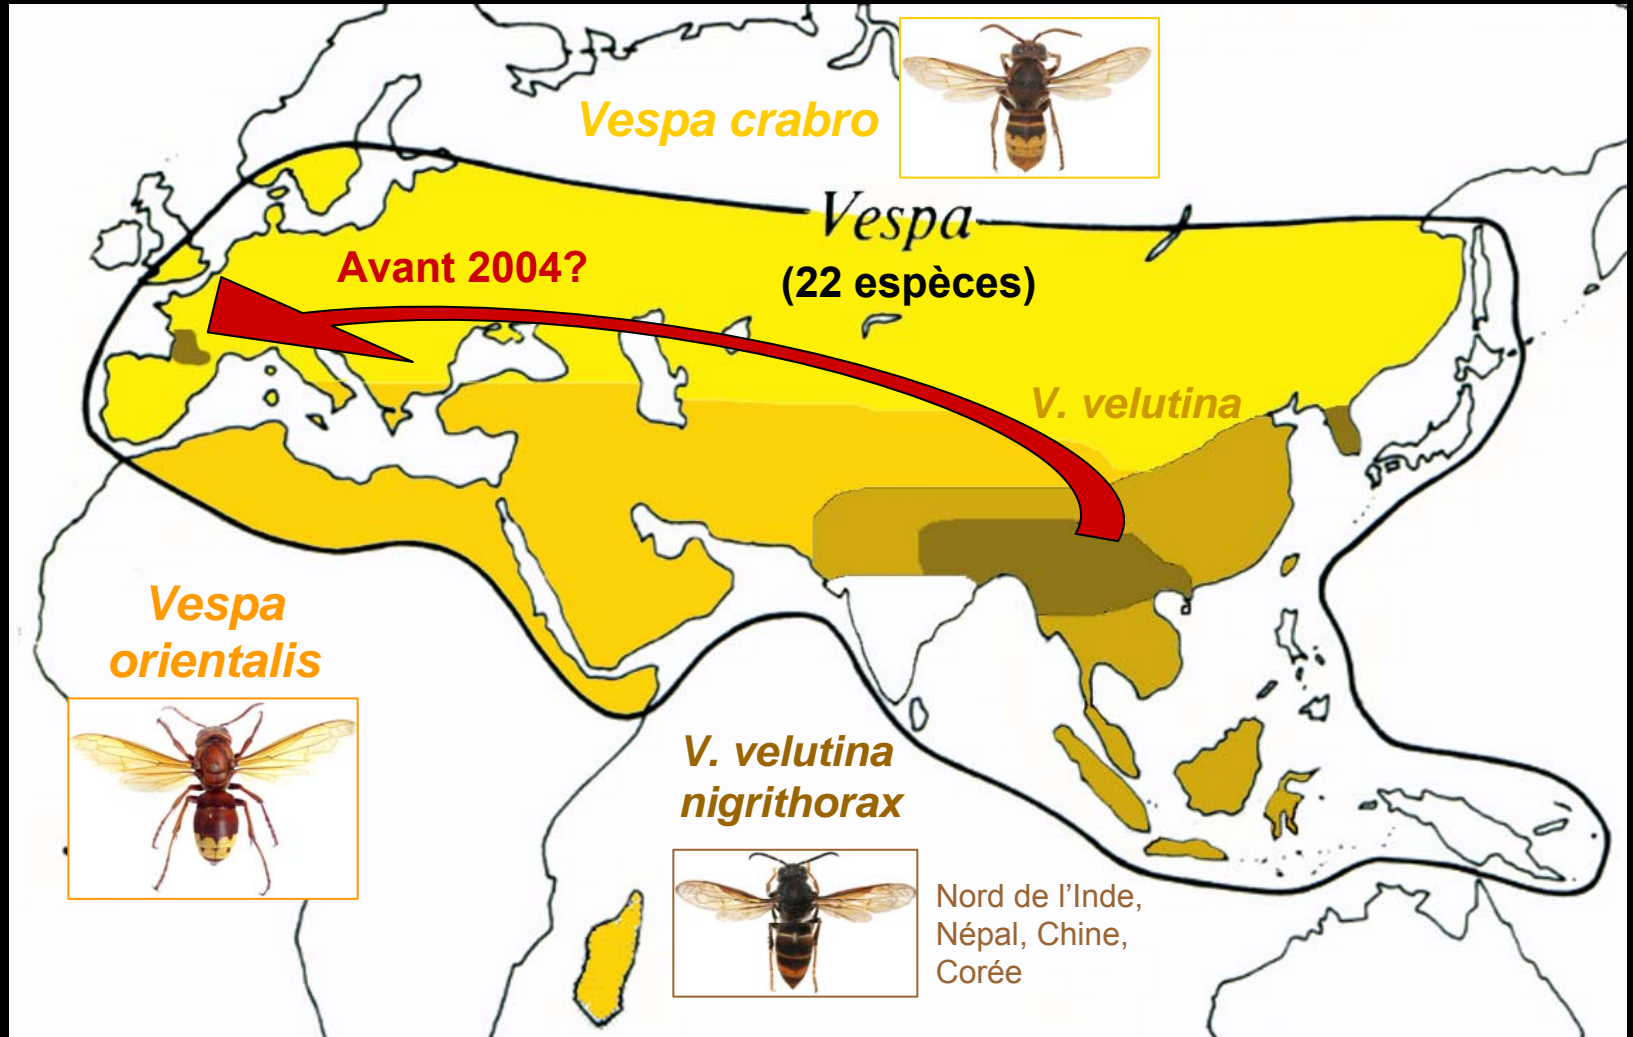 Vespa crabro
Vespa
(22 espèces)
Avant 2004?
V. velutina
Vespa
orientalis
V. velutina
nigrithorax
Nord de l’Inde,
Népal, Chine,
Corée